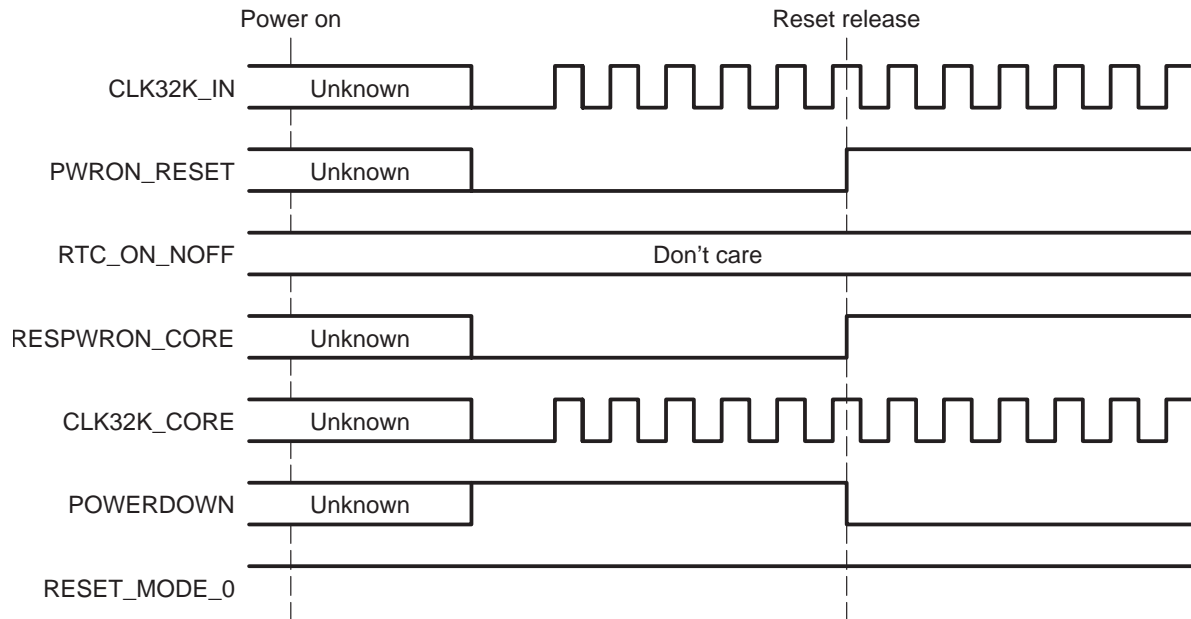 Power on
Reset release
CLK32K_IN
Unknown
PWRON_RESET
Unknown
RTC_ON_NOFF
Don't care
RESPWRON_CORE
Unknown
CLK32K_CORE
Unknown
POWERDOWN
Unknown
RESET_MODE_0